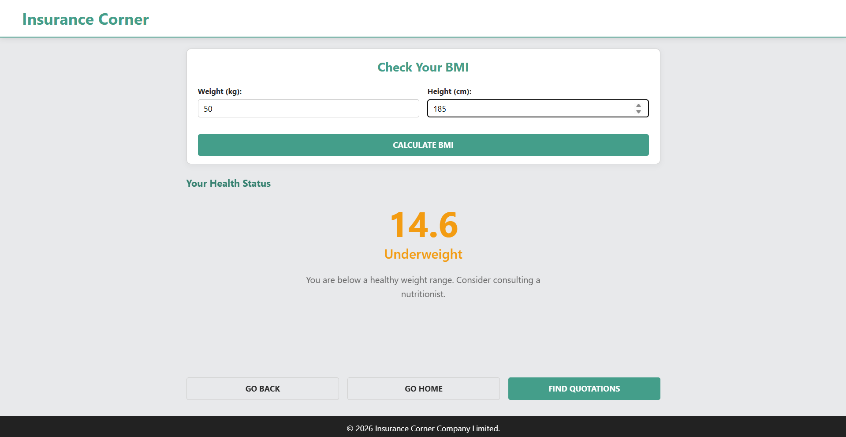 Insurance Corner
Check Your BMI
Weight (kg):
Height (cm):
50
185
CALCULATE BMI
Your Health Status
14.6
Underweight
You are below a healthy weight range. Consider consulting a
nutritionist.
GO BACK
GO HOME
FIND QUOTATIONS
© 2026 Insurance Corner Company Limited.